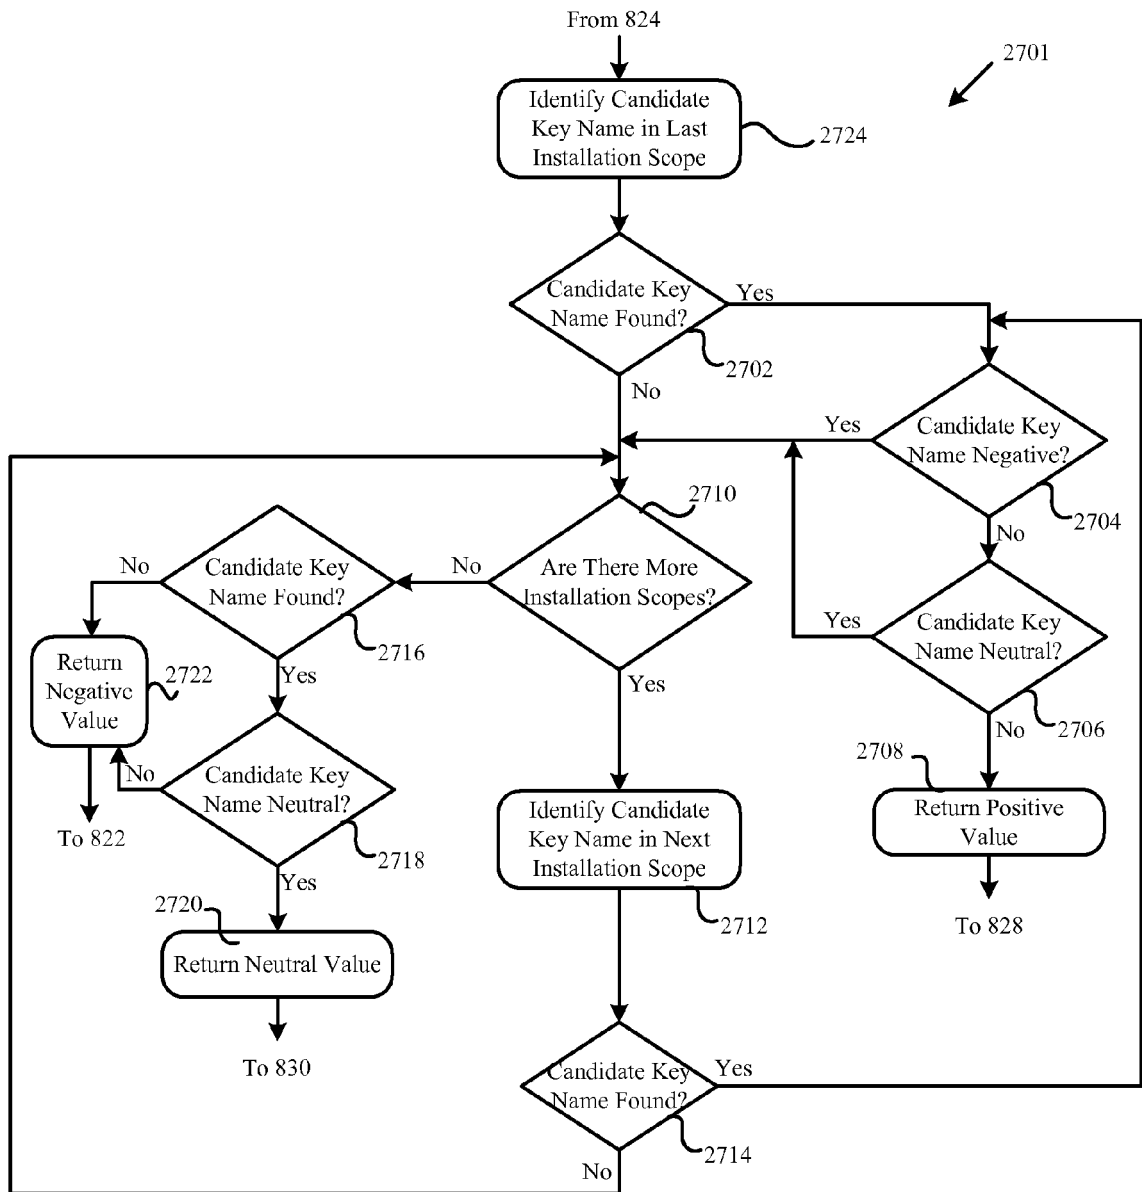 From 824
2701
Identify Candidate
Key Name in Last
Installation Scope
2724
Candidate Key
Name Found?
Yes
2702
No
Candidate Key
Name Negative?
Yes
2704
No
2710
Are There More
Installation Scopes?
No
Yes
Candidate Key
Name Found?
No
2716
Yes
Candidate Key
Name Neutral?
Yes
2706
No
Return
Negative
Value
2722
To 822
Candidate Key
Name Neutral?
No
2718
Yes
2708
Return Positive
Value
To 828
Identify Candidate
Key Name in Next
Installation Scope
2712
2720
Return Neutral Value
To 830
Candidate Key
Name Found?
Yes
2714
No